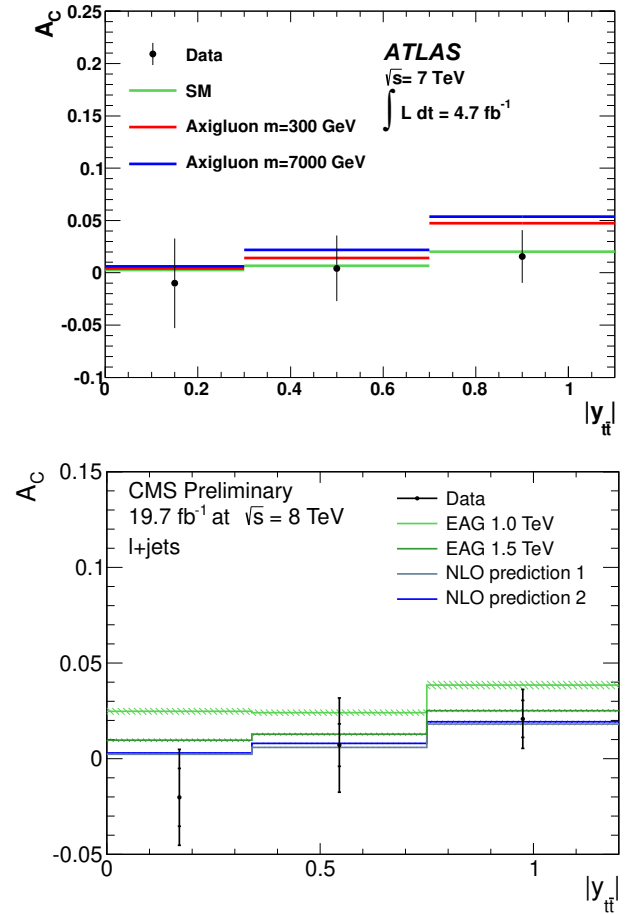 A_C
0.25
0.2
0.15
0.1
0.05
0
-0.05
-0.1
Data
SM
Axigluon m=300 GeV
Axigluon m=7000 GeV
ATLAS
√s= 7 TeV
∫ L dt = 4.7 fb⁻¹
0 0.2 0.4 0.6 0.8 1
|y_tt̄|
A_C
0.15
0.1
0.05
0
-0.05
CMS Preliminary
19.7 fb⁻¹ at √s = 8 TeV
l+jets
Data
EAG 1.0 TeV
EAG 1.5 TeV
NLO prediction 1
NLO prediction 2
0 0.5 1
|y_tt̄|